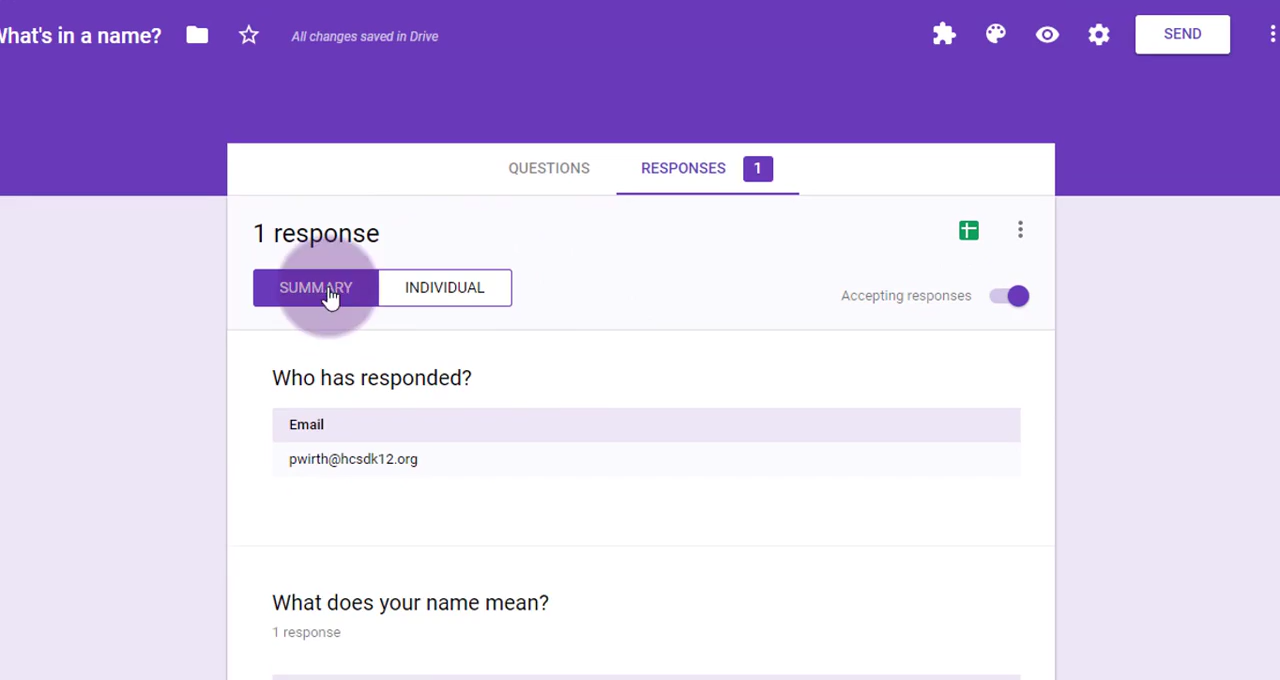 What's in a name? All changes saved in Drive SEND
QUESTIONS RESPONSES 1
1 response
SUMMARY INDIVIDUAL
Accepting responses
Who has responded?
Email
pwirth@hcsdk12.org
What does your name mean?
1 response